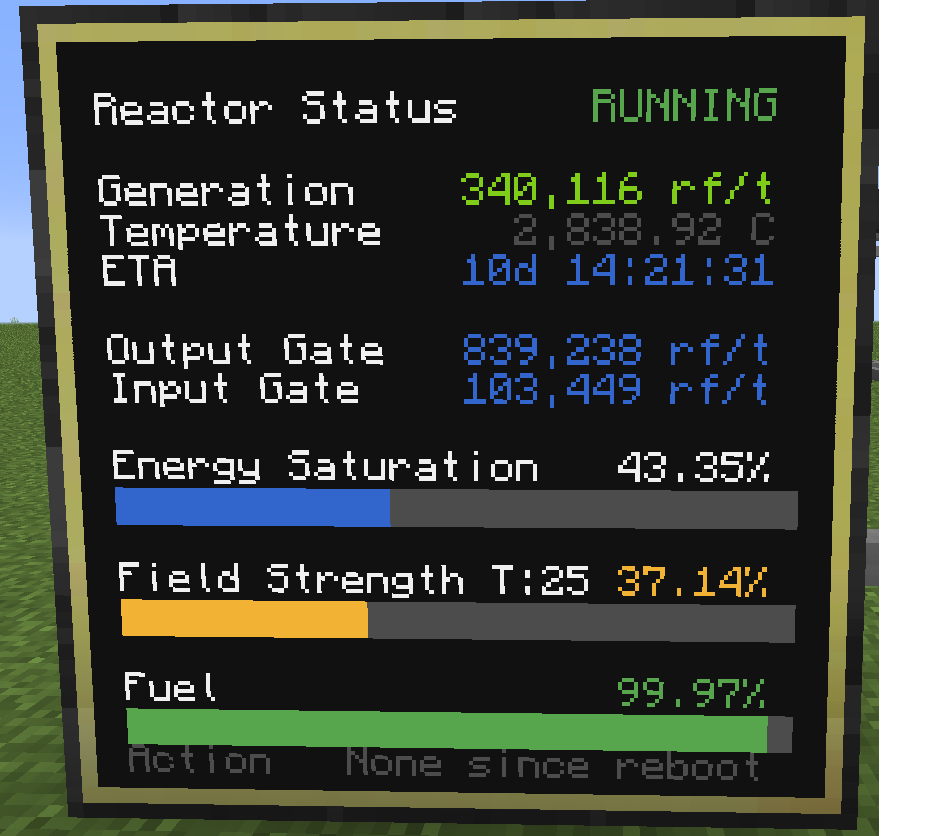 Reactor Status RUNNING
Generation 340,116 rf/t
Temperature 2,838.92 C
ETA 10d 14:21:31
Output Gate 839,238 rf/t
Input Gate 103,449 rf/t
Energy Saturation 43.35%
Field Strength T:25 37.14%
Fuel 99.97%
Action None since reboot